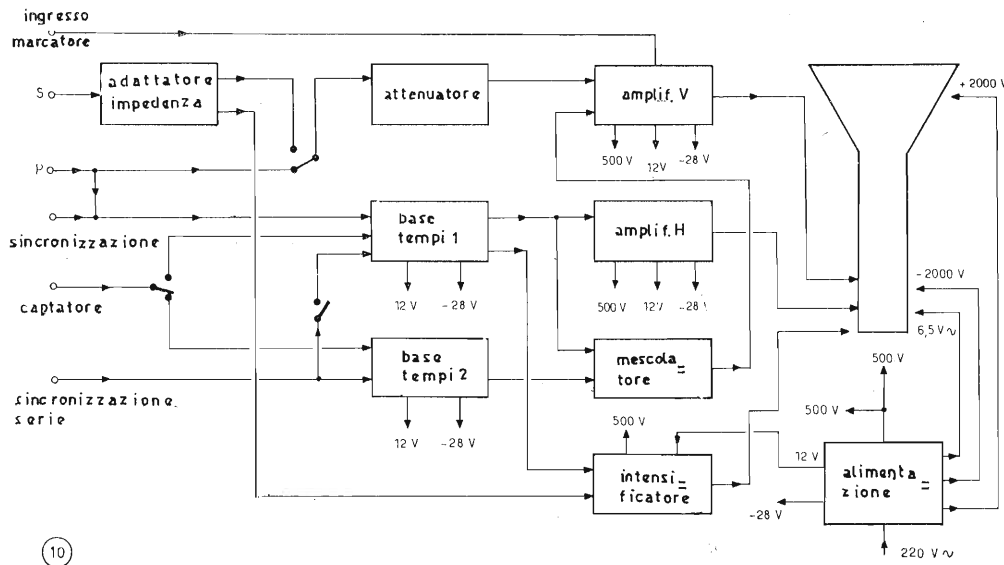 ingresso
marcatore
S
adattatore
impedenza
attenuatore
amplif. V
500 V
12V
-28 V
+2000 V
P
sincronizzazione
base
tempi 1
12 V
-28 V
amplif. H
500 V
12V
-28 V
-2000 V
6,5 V ~
captatore
base
tempi 2
12 V
-28 V
mescola=
tore
sincronizzazione
serie
500 V
intensi=
ficatore
500 V
500 V
12 V
-28 V
alimenta=
zione
220 V ~
10